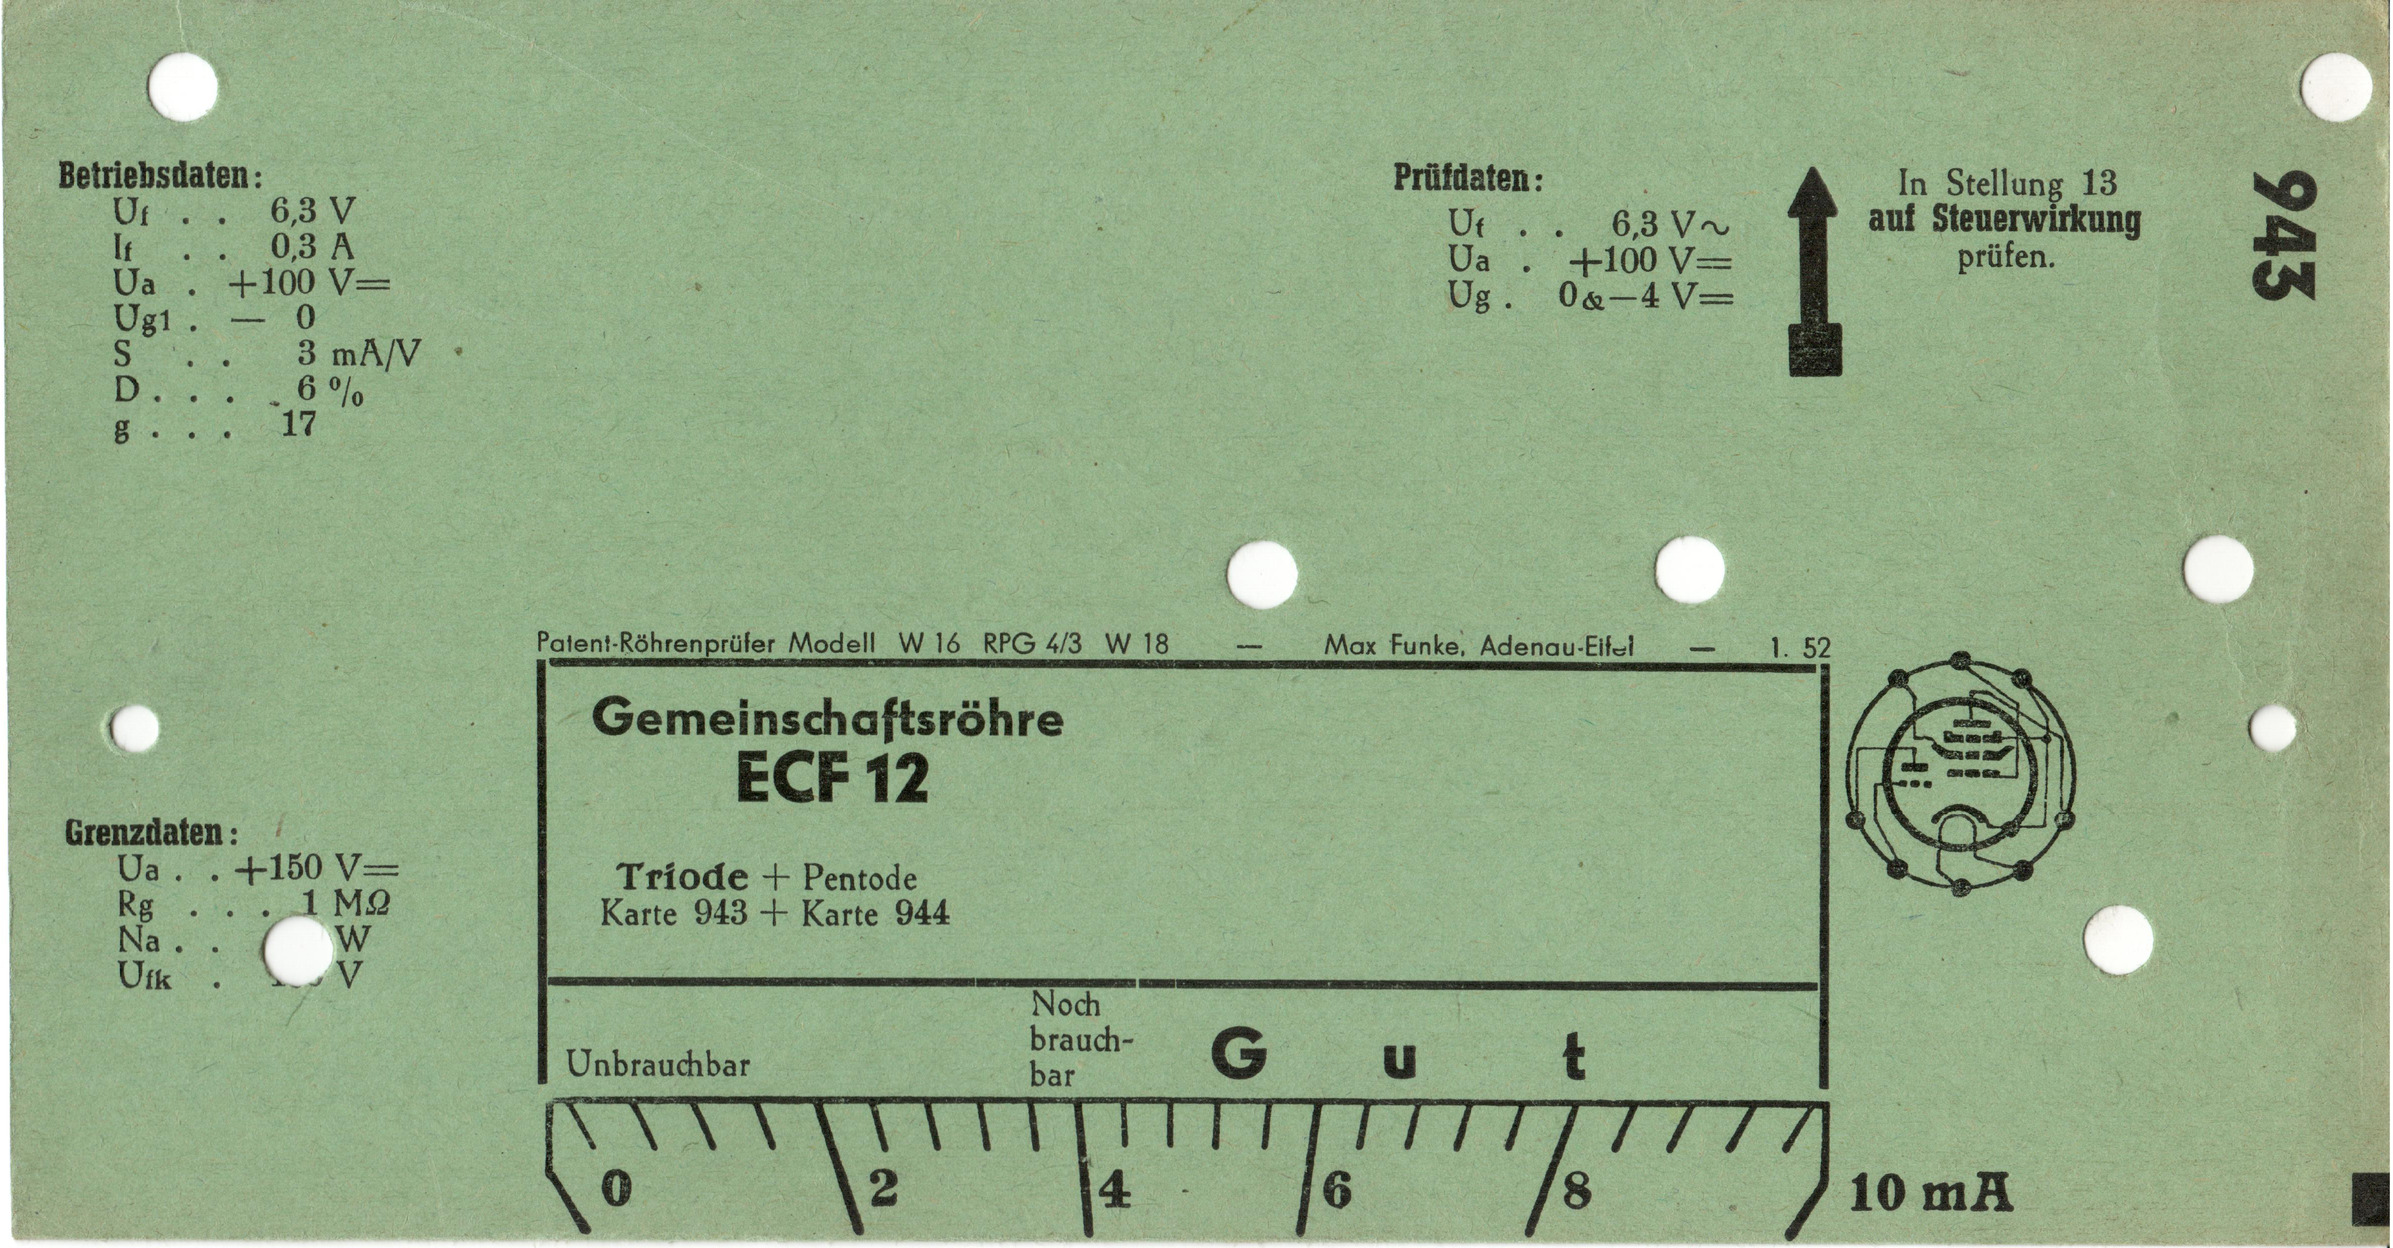 Betriebsdaten:
Uf . . 6,3 V
If . . 0,3 A
Ua . +100 V=
Ug1 . — 0
S . . 3 mA/V
D . . . 6 %
g . . . 17
Prüfdaten:
Uf . . 6,3 V~
Ua . +100 V=
Ug . 0 & —4 V=
In Stellung 13
auf Steuerwirkung
prüfen.
943
Patent-Röhrenprüfer Modell W 16 RPG 4/3 W 18 — Max Funke, Adenau-Eifel — 1. 52
Gemeinschaftsröhre
ECF 12
Triode + Pentode
Karte 943 + Karte 944
Grenzdaten:
Ua . . +150 V=
Rg . . . 1 MΩ
Na . . W
Ufk . V
Unbrauchbar
Noch
brauch-
bar
Gut
0 2 4 6 8 10 mA